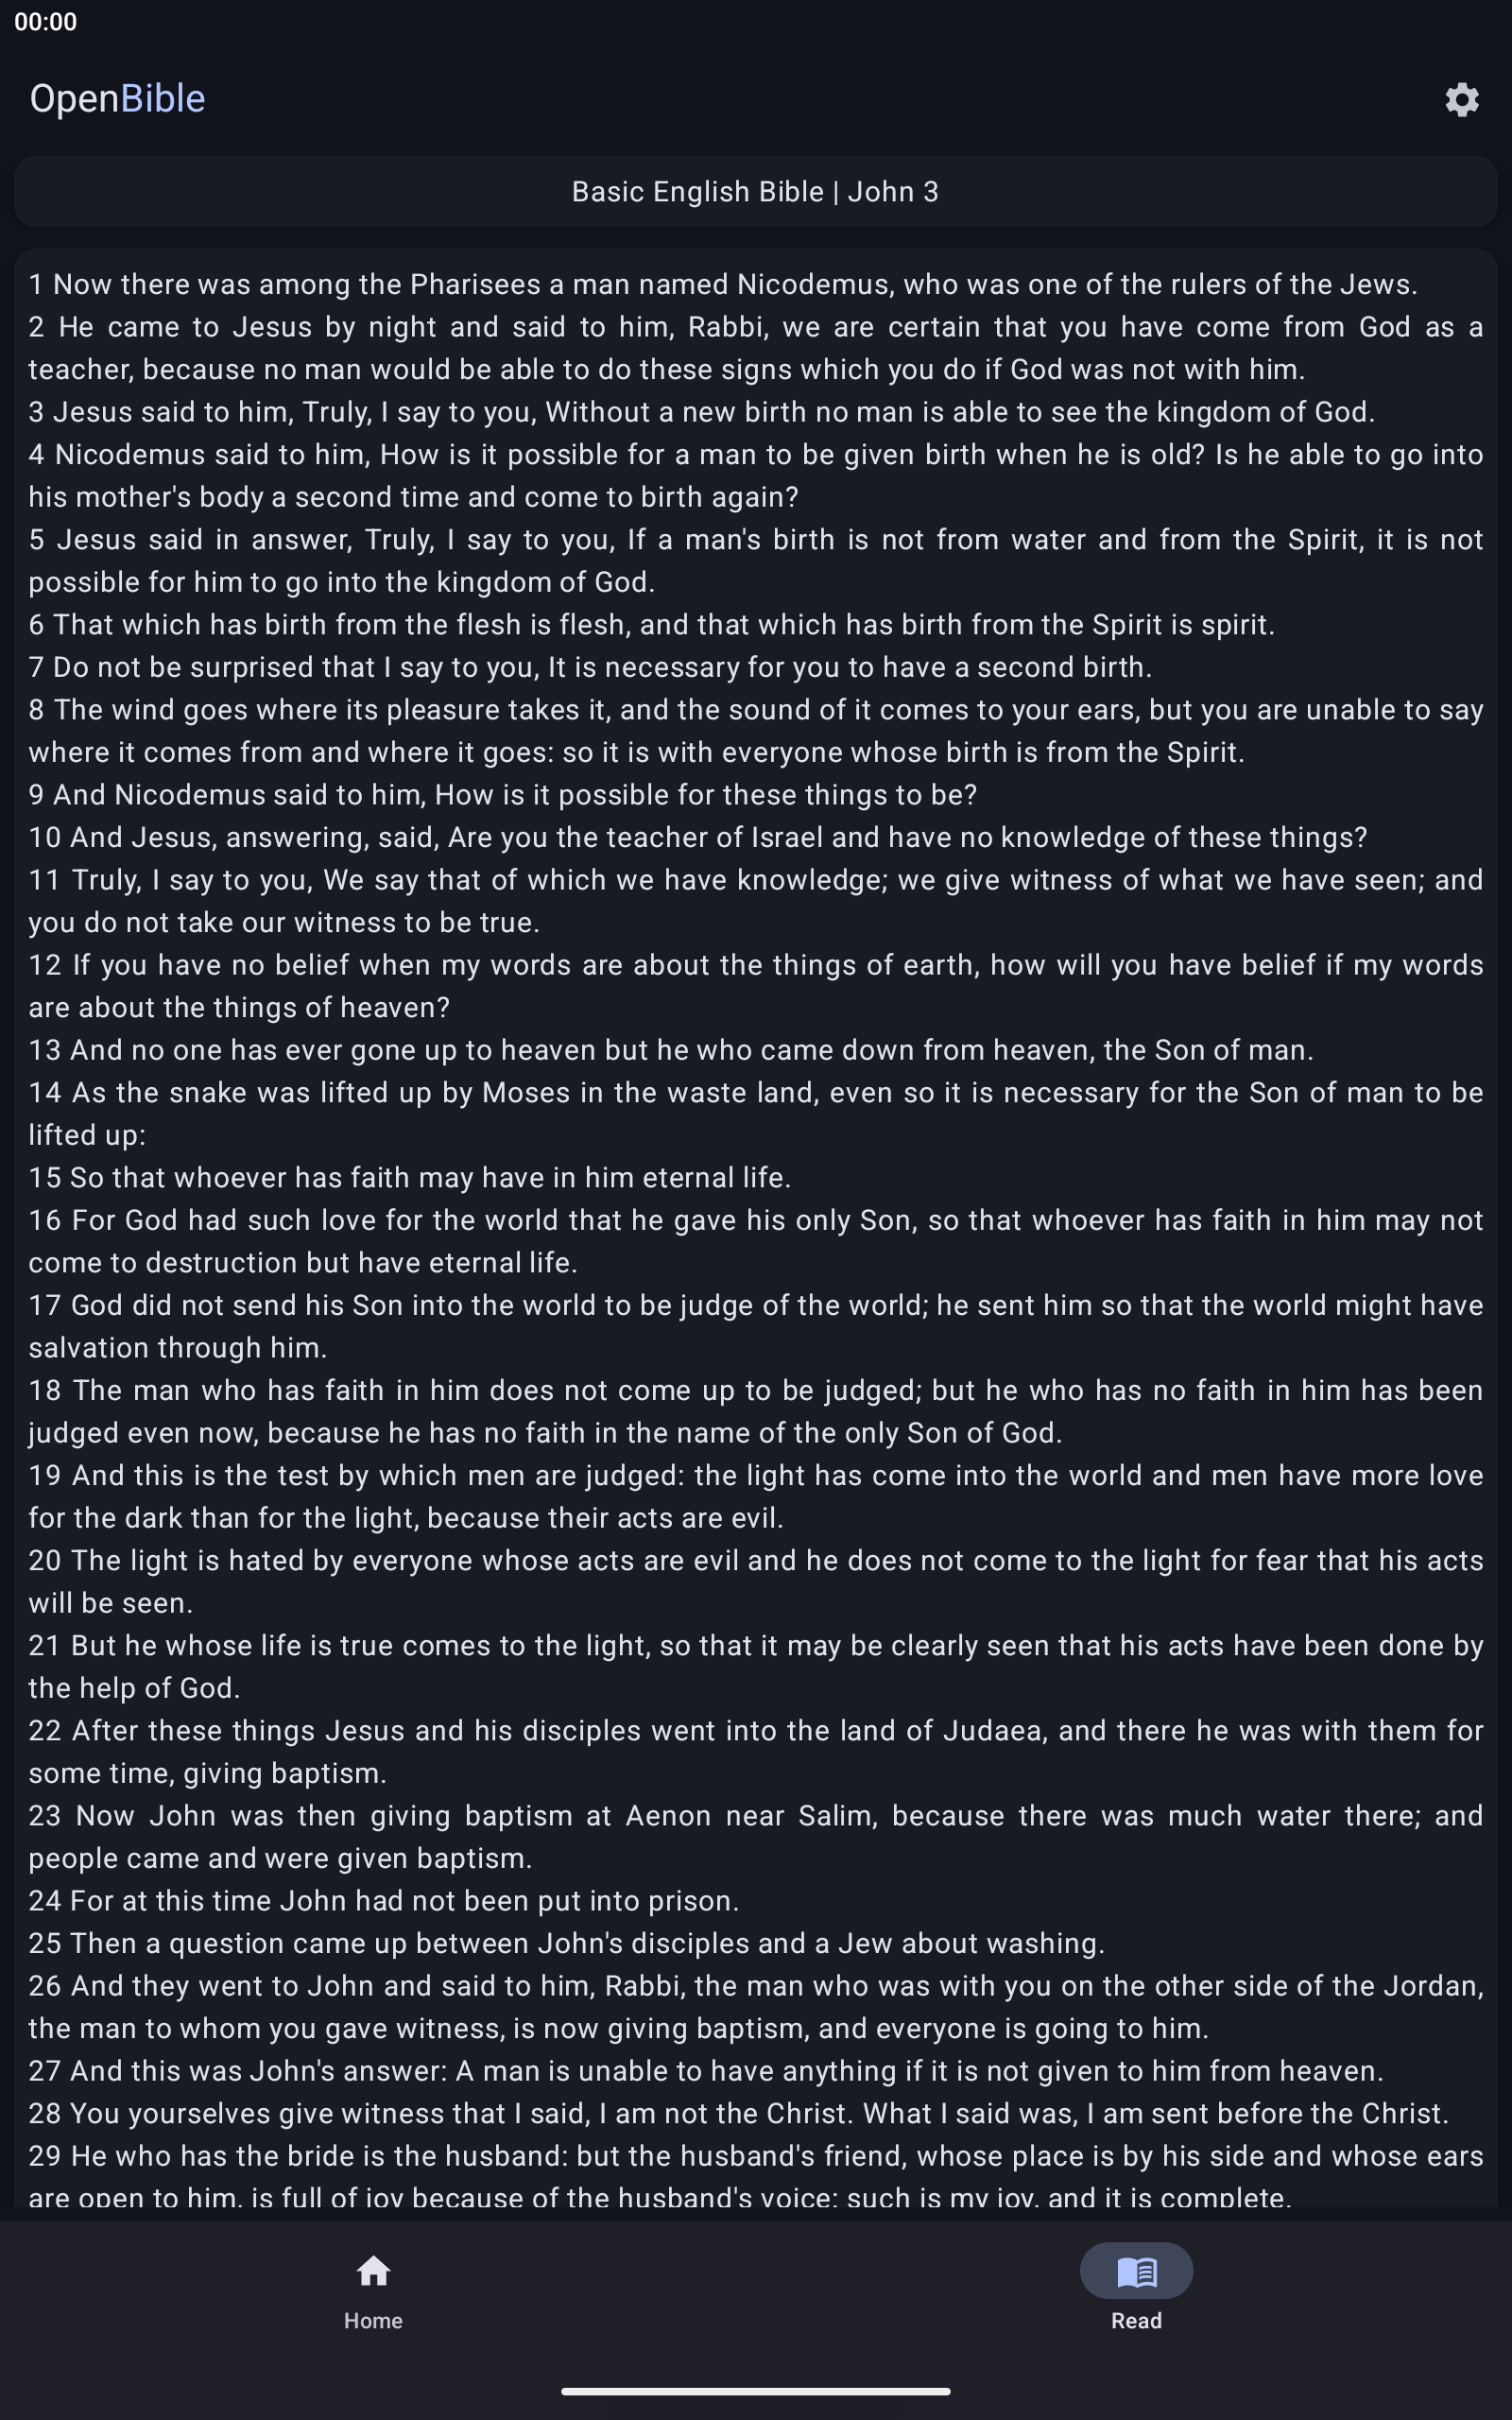 00:00
OpenBible
Basic English Bible | John 3
1 Now there was among the Pharisees a man named Nicodemus, who was one of the rulers of the Jews.
2 He came to Jesus by night and said to him, Rabbi, we are certain that you have come from God as a
teacher, because no man would be able to do these signs which you do if God was not with him.
3 Jesus said to him, Truly, I say to you, Without a new birth no man is able to see the kingdom of God.
4 Nicodemus said to him, How is it possible for a man to be given birth when he is old? Is he able to go into
his mother's body a second time and come to birth again?
5 Jesus said in answer, Truly, I say to you, If a man's birth is not from water and from the Spirit, it is not
possible for him to go into the kingdom of God.
6 That which has birth from the flesh is flesh, and that which has birth from the Spirit is spirit.
7 Do not be surprised that I say to you, It is necessary for you to have a second birth.
8 The wind goes where its pleasure takes it, and the sound of it comes to your ears, but you are unable to say
where it comes from and where it goes: so it is with everyone whose birth is from the Spirit.
9 And Nicodemus said to him, How is it possible for these things to be?
10 And Jesus, answering, said, Are you the teacher of Israel and have no knowledge of these things?
11 Truly, I say to you, We say that of which we have knowledge; we give witness of what we have seen; and
you do not take our witness to be true.
12 If you have no belief when my words are about the things of earth, how will you have belief if my words
are about the things of heaven?
13 And no one has ever gone up to heaven but he who came down from heaven, the Son of man.
14 As the snake was lifted up by Moses in the waste land, even so it is necessary for the Son of man to be
lifted up:
15 So that whoever has faith may have in him eternal life.
16 For God had such love for the world that he gave his only Son, so that whoever has faith in him may not
come to destruction but have eternal life.
17 God did not send his Son into the world to be judge of the world; he sent him so that the world might have
salvation through him.
18 The man who has faith in him does not come up to be judged; but he who has no faith in him has been
judged even now, because he has no faith in the name of the only Son of God.
19 And this is the test by which men are judged: the light has come into the world and men have more love
for the dark than for the light, because their acts are evil.
20 The light is hated by everyone whose acts are evil and he does not come to the light for fear that his acts
will be seen.
21 But he whose life is true comes to the light, so that it may be clearly seen that his acts have been done by
the help of God.
22 After these things Jesus and his disciples went into the land of Judaea, and there he was with them for
some time, giving baptism.
23 Now John was then giving baptism at Aenon near Salim, because there was much water there; and
people came and were given baptism.
24 For at this time John had not been put into prison.
25 Then a question came up between John's disciples and a Jew about washing.
26 And they went to John and said to him, Rabbi, the man who was with you on the other side of the Jordan,
the man to whom you gave witness, is now giving baptism, and everyone is going to him.
27 And this was John's answer: A man is unable to have anything if it is not given to him from heaven.
28 You yourselves give witness that I said, I am not the Christ. What I said was, I am sent before the Christ.
29 He who has the bride is the husband: but the husband's friend, whose place is by his side and whose ears
are open to him, is full of joy because of the husband's voice: such is my joy, and it is complete.
Home
Read